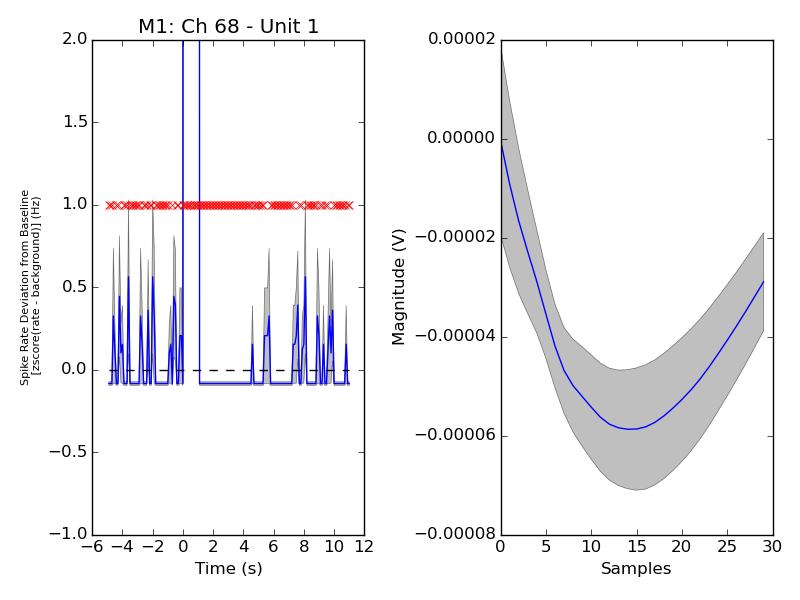 M1: Ch 68 - Unit 1
2.0
1.5
1.0
0.5
0.0
−0.5
−1.0
−6 −4 −2 0 2 4 6 8 10 12
Time (s)
Spike Rate Deviation from Baseline
[zscore(rate - background)] (Hz)
0.00002
0.00000
−0.00002
−0.00004
−0.00006
−0.00008
0 5 10 15 20 25 30
Samples
Magnitude (V)